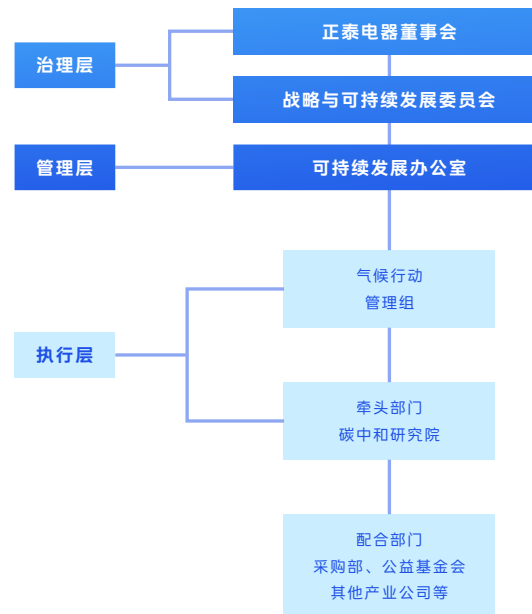 治理层
正泰电器董事会
战略与可持续发展委员会
管理层
可持续发展办公室
执行层
气候行动
管理组
牵头部门
碳中和研究院
配合部门
采购部、公益基金会
其他产业公司等